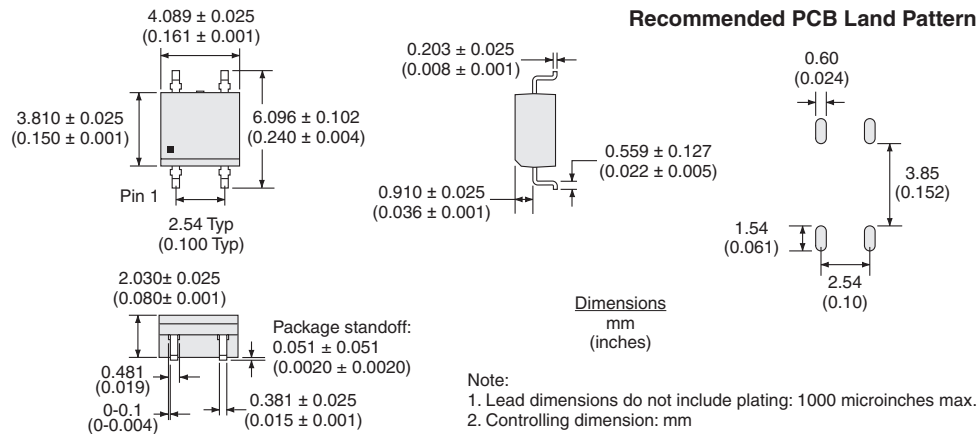 Recommended PCB Land Pattern
4.089 ± 0.025
(0.161 ± 0.001)
3.810 ± 0.025
(0.150 ± 0.001)
6.096 ± 0.102
(0.240 ± 0.004)
Pin 1
2.54 Typ
(0.100 Typ)
0.203 ± 0.025
(0.008 ± 0.001)
0.559 ± 0.127
(0.022 ± 0.005)
0.910 ± 0.025
(0.036 ± 0.001)
0.60
(0.024)
3.85
(0.152)
1.54
(0.061)
2.54
(0.10)
2.030± 0.025
(0.080± 0.001)
Package standoff:
0.051 ± 0.051
(0.0020 ± 0.0020)
0.481
(0.019)
0-0.1
(0-0.004)
0.381 ± 0.025
(0.015 ± 0.001)
Dimensions
mm
(inches)
Note:
1. Lead dimensions do not include plating: 1000 microinches max.
2. Controlling dimension: mm